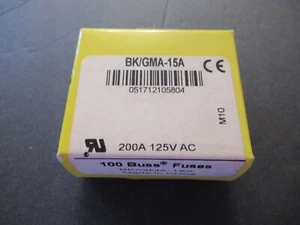 BK/GMA-15A
CE
051712105804
M10
200A 125V AC
100 Buss® Fuses